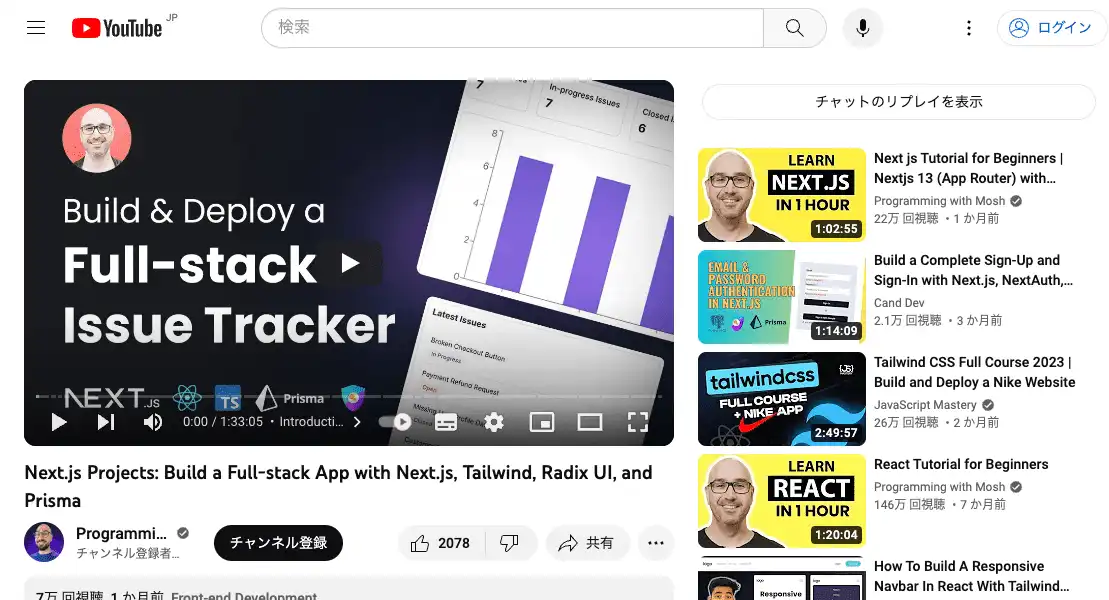 YouTube JP
検索
ログイン
In-progress Issues
7
7
Closed I
6
8
6
4
2
0
Build & Deploy a
Full-stack
Issue Tracker
Latest Issues
Broken Checkout Button
In Progress
Payment Refund Request
Open
NEXT.JS
TS
Prisma
0:00 / 1:33:05 • Introducti...
Next.js Projects: Build a Full-stack App with Next.js, Tailwind, Radix UI, and
Prisma
Programmi...
チャンネル登録者...
チャンネル登録
2078
共有
7万 回視聴 1 か月前 Front-end Development
チャットのリプレイを表示
LEARN
NEXT.JS
IN 1 HOUR
1:02:55
Next js Tutorial for Beginners |
Nextjs 13 (App Router) with...
Programming with Mosh
22万 回視聴 ・1 か月前
EMAIL &
PASSWORD
AUTHENTICATION
IN NEXT.JS
Prisma
1:14:09
Build a Complete Sign-Up and
Sign-In with Next.js, NextAuth,...
Cand Dev
2.1万 回視聴 ・3 か月前
tailwindcss
FULL COURSE
+ NIKE APP
2:49:57
Tailwind CSS Full Course 2023 |
Build and Deploy a Nike Website
JavaScript Mastery
26万 回視聴 ・2 か月前
LEARN
REACT
IN 1 HOUR
1:20:04
React Tutorial for Beginners
Programming with Mosh
146万 回視聴 ・7 か月前
Responsive
How To Build A Responsive
Navbar In React With Tailwind...